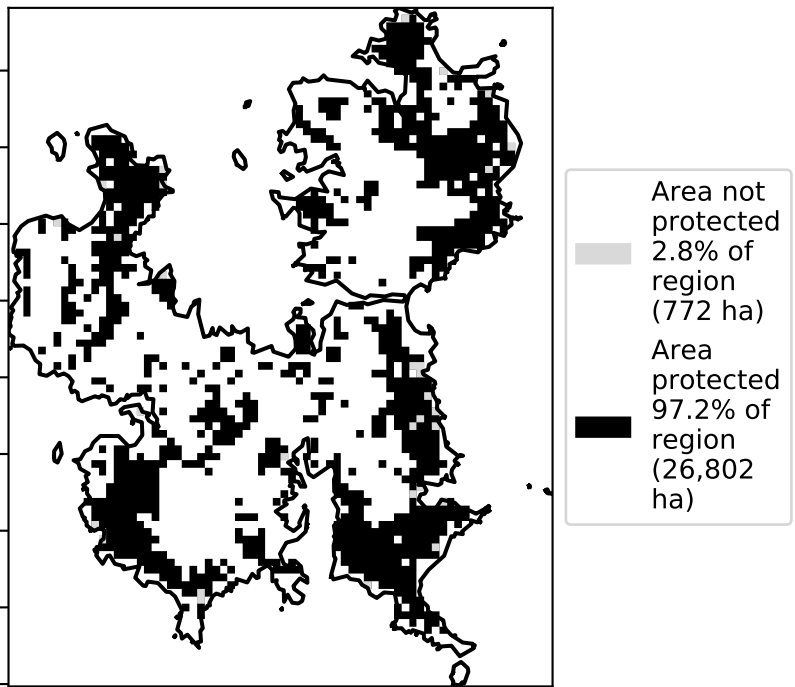 Area not
protected
2.8% of
region
(772 ha)
Area
protected
97.2% of
region
(26,802
ha)